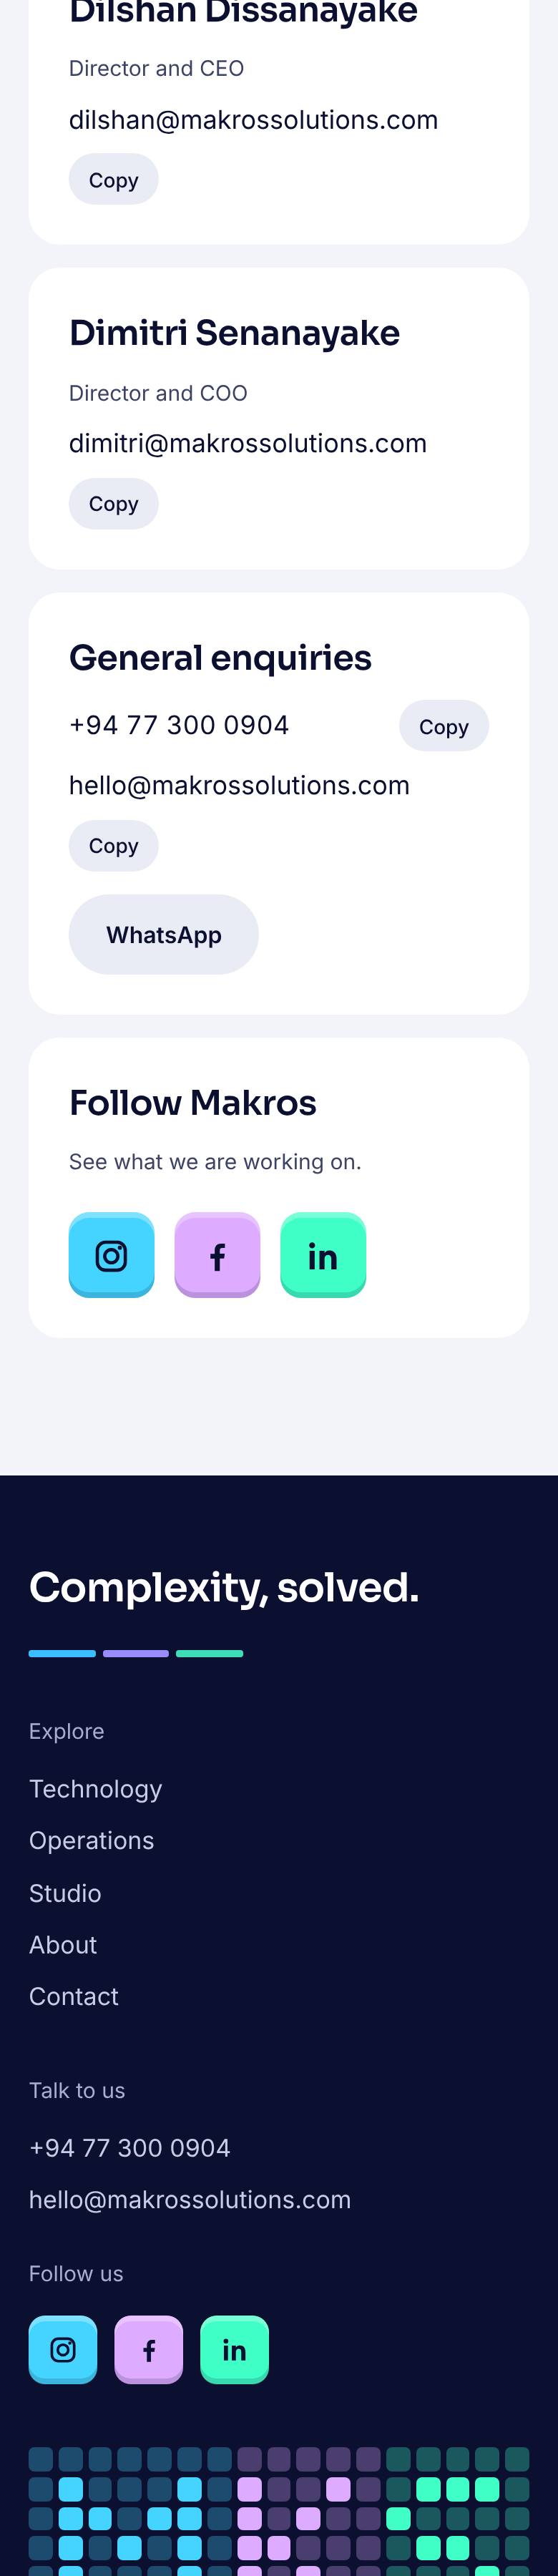 Dilshan Dissanayake
Director and CEO
dilshan@makrossolutions.com
Copy
Dimitri Senanayake
Director and COO
dimitri@makrossolutions.com
Copy
General enquiries
+94 77 300 0904
Copy
hello@makrossolutions.com
Copy
WhatsApp
Follow Makros
See what we are working on.
in
Complexity, solved.
Explore
Technology
Operations
Studio
About
Contact
Talk to us
+94 77 300 0904
hello@makrossolutions.com
Follow us
in